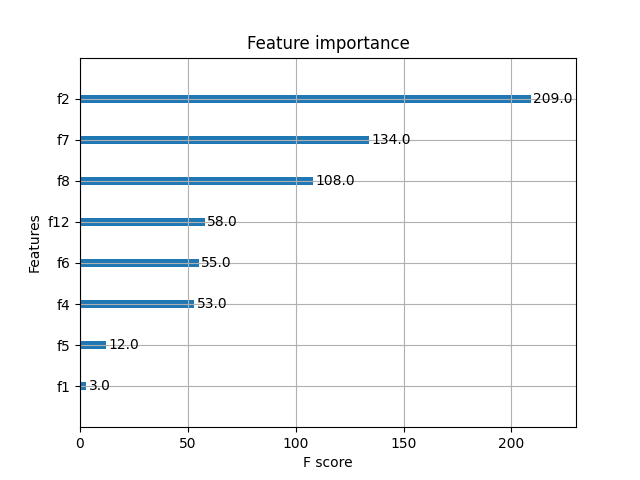 Feature importance
f2 209.0
f7 134.0
f8 108.0
f12 58.0
f6 55.0
f4 53.0
f5 12.0
f1 3.0
Features
0 50 100 150 200
F score